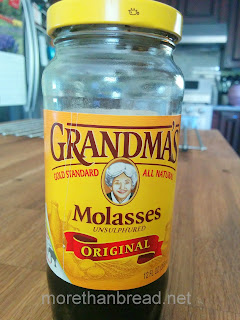 GRANDMA'S
GOLD STANDARD ALL NATURAL
Molasses
UNSULPHURED
ORIGINAL
morethanbread.net